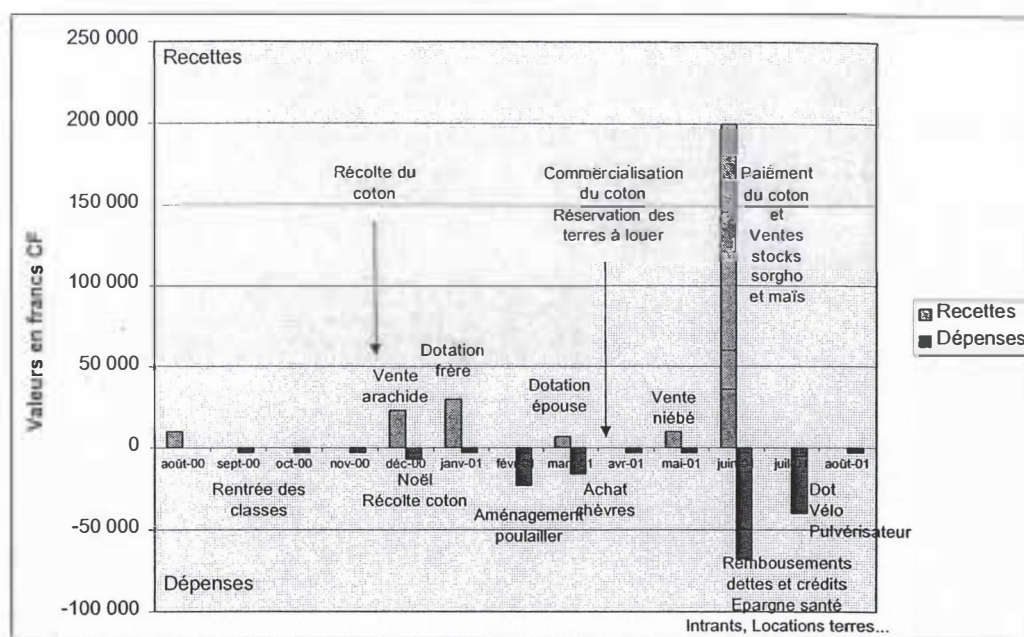 250 000
Recettes
200 000
150 000
100 000
50 000
0
-50 000
-100 000
Valeurs en francs CF
Récolte du
coton
Commercialisation
du coton
Réservation des
terres à louer
Paiement
du coton
et
Ventes
stocks
sorgho
et maïs
Vente
arachide
Dotation
frère
Dotation
épouse
Vente
niébé
août-00 sept-00 oct-00 nov-00 déc-00 janv-01 avr-01 mai-01 août-01
Rentrée des
classes
Noël
Récolte coton
Aménagement
poulailler
Achat
chèvres
Dot
Vélo
Pulvérisateur
Rembousements
dettes et crédits
Epargne santé
Intrants, Locations terres...
Dépenses
Recettes
Dépenses